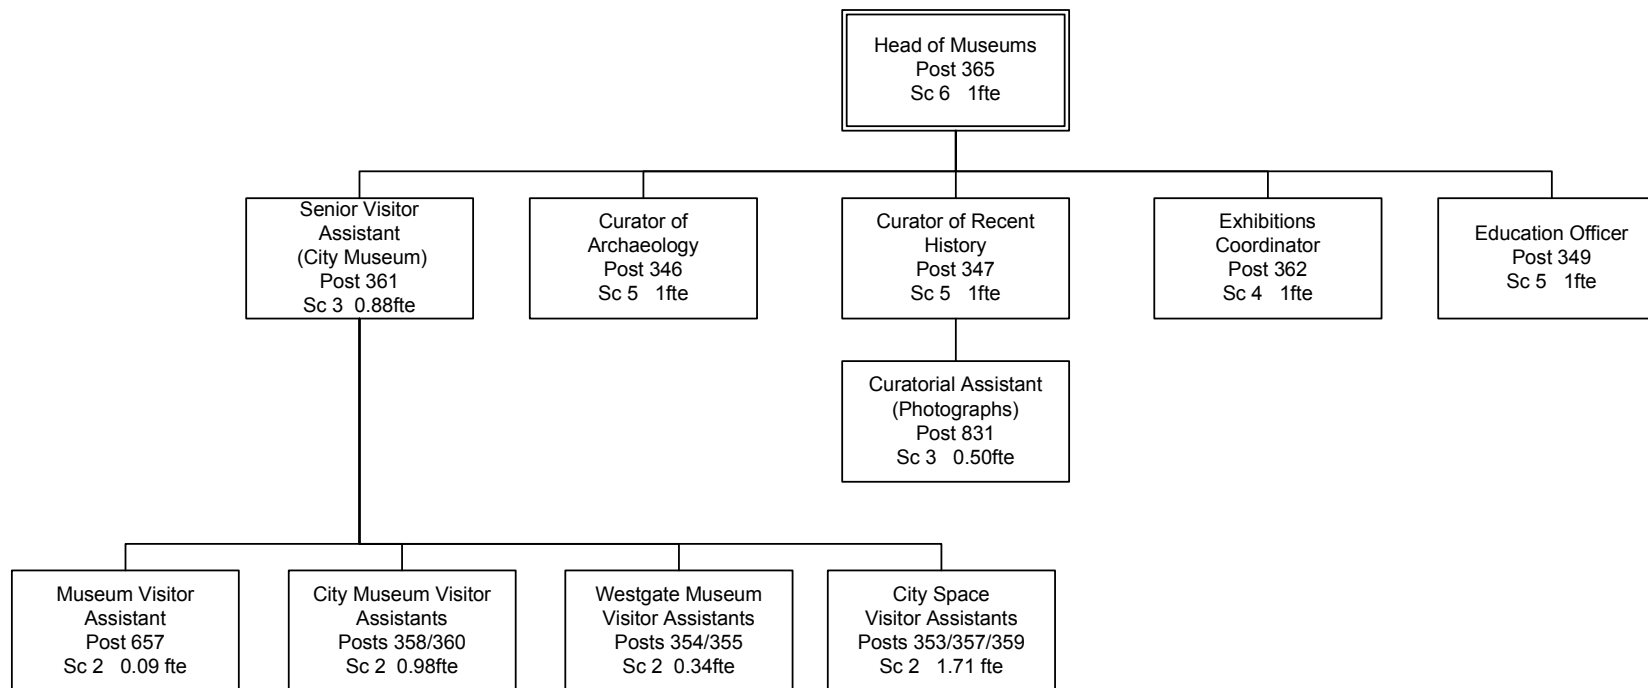 Head of Museums
Post 365
Sc 6 1fte
Senior Visitor
Assistant
(City Museum)
Post 361
Sc 3 0.88fte
Curator of
Archaeology
Post 346
Sc 5 1fte
Curator of Recent
History
Post 347
Sc 5 1fte
Exhibitions
Coordinator
Post 362
Sc 4 1fte
Education Officer
Post 349
Sc 5 1fte
Curatorial Assistant
(Photographs)
Post 831
Sc 3 0.50fte
Museum Visitor
Assistant
Post 657
Sc 2 0.09 fte
City Museum Visitor
Assistants
Posts 358/360
Sc 2 0.98fte
Westgate Museum
Visitor Assistants
Posts 354/355
Sc 2 0.34fte
City Space
Visitor Assistants
Posts 353/357/359
Sc 2 1.71 fte